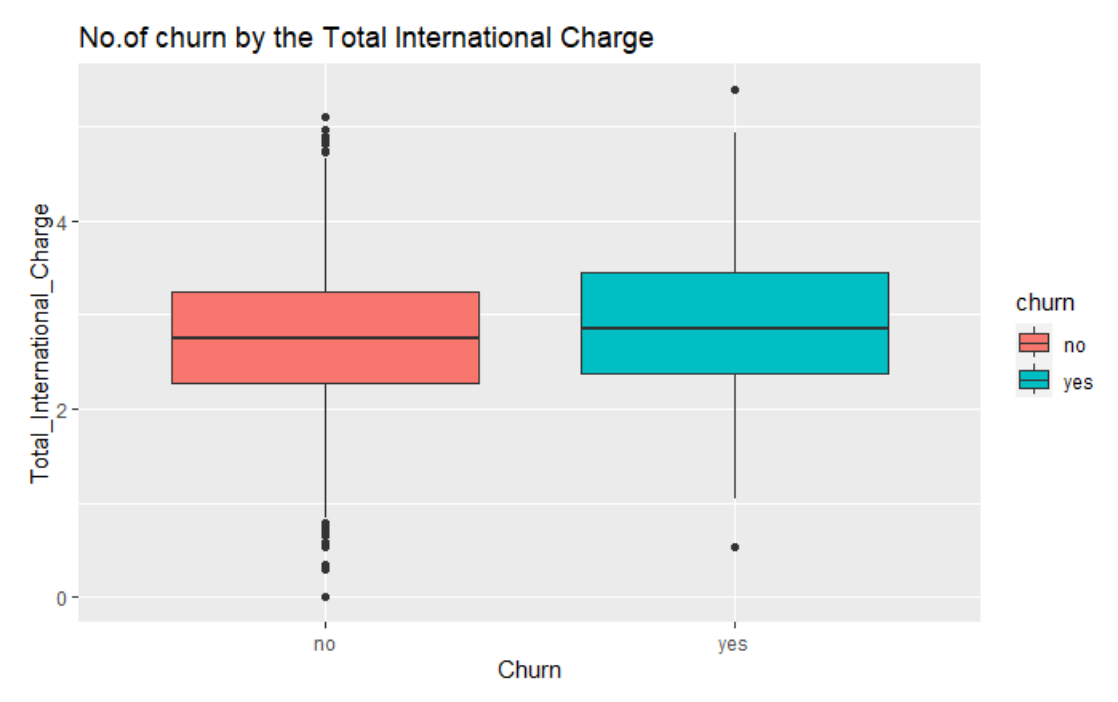 No.of churn by the Total International Charge
Total_International_Charge
4
2
0
no
yes
Churn
churn
no
yes